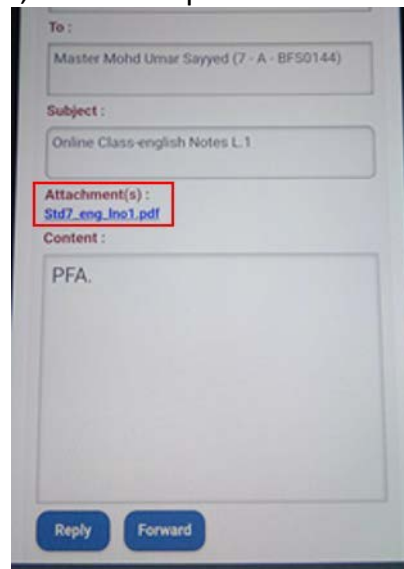 To :
Master Mohd Umar Sayyed (7 - A - BFS0144)
Subject :
Online Class-english Notes L.1
Attachment(s) :
Std7_eng_lno1.pdf
Content :
PFA.
Reply Forward